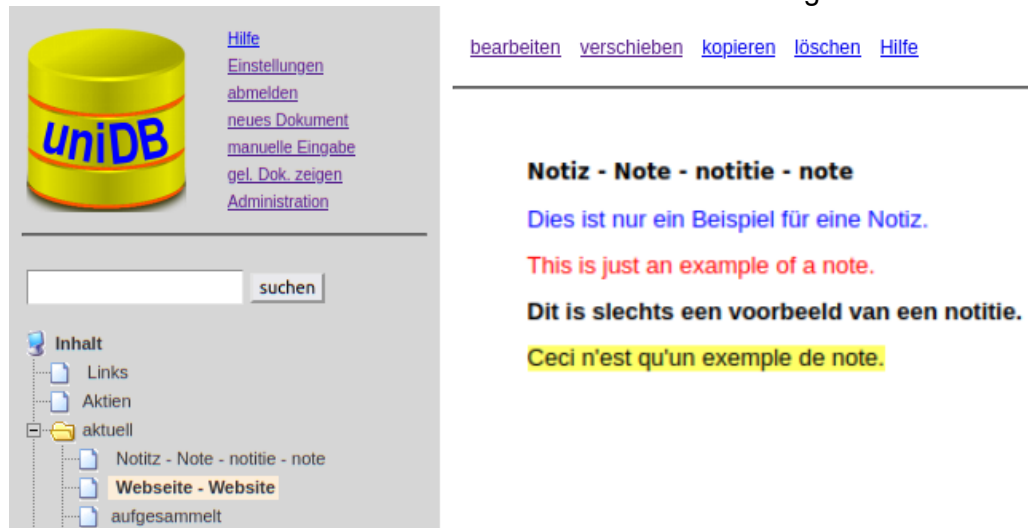 uniDB
Hilfe
Einstellungen
abmelden
neues Dokument
manuelle Eingabe
gel. Dok. zeigen
Administration
suchen
Inhalt
Links
Aktien
aktuell
Notitz - Note - notitie - note
Webseite - Website
aufgesammelt
bearbeiten verschieben kopieren löschen Hilfe
Notiz - Note - notitie - note
Dies ist nur ein Beispiel für eine Notiz.
This is just an example of a note.
Dit is slechts een voorbeeld van een notitie.
Ceci n'est qu'un exemple de note.